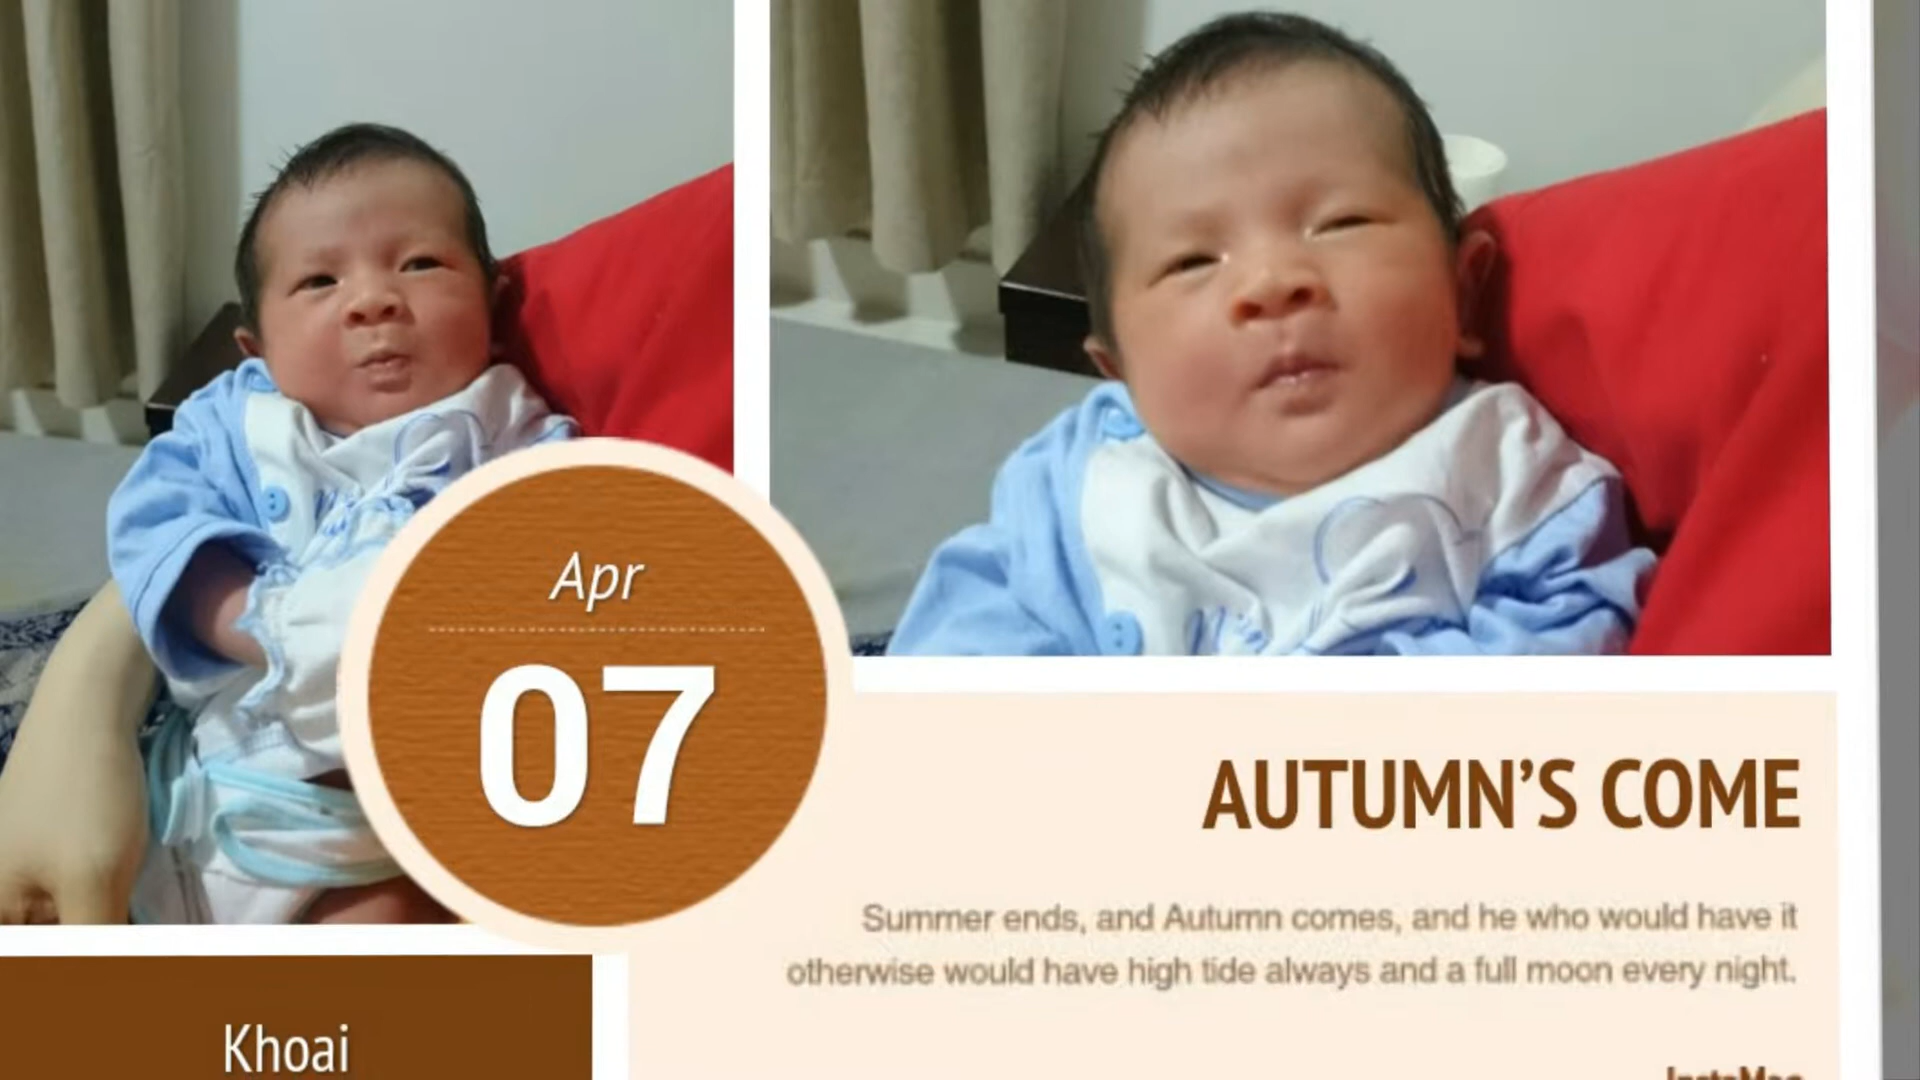 Apr
07
AUTUMN'S COME
Summer ends, and Autumn comes, and he who would have it
otherwise would have high tide always and a full moon every night.
Khoai